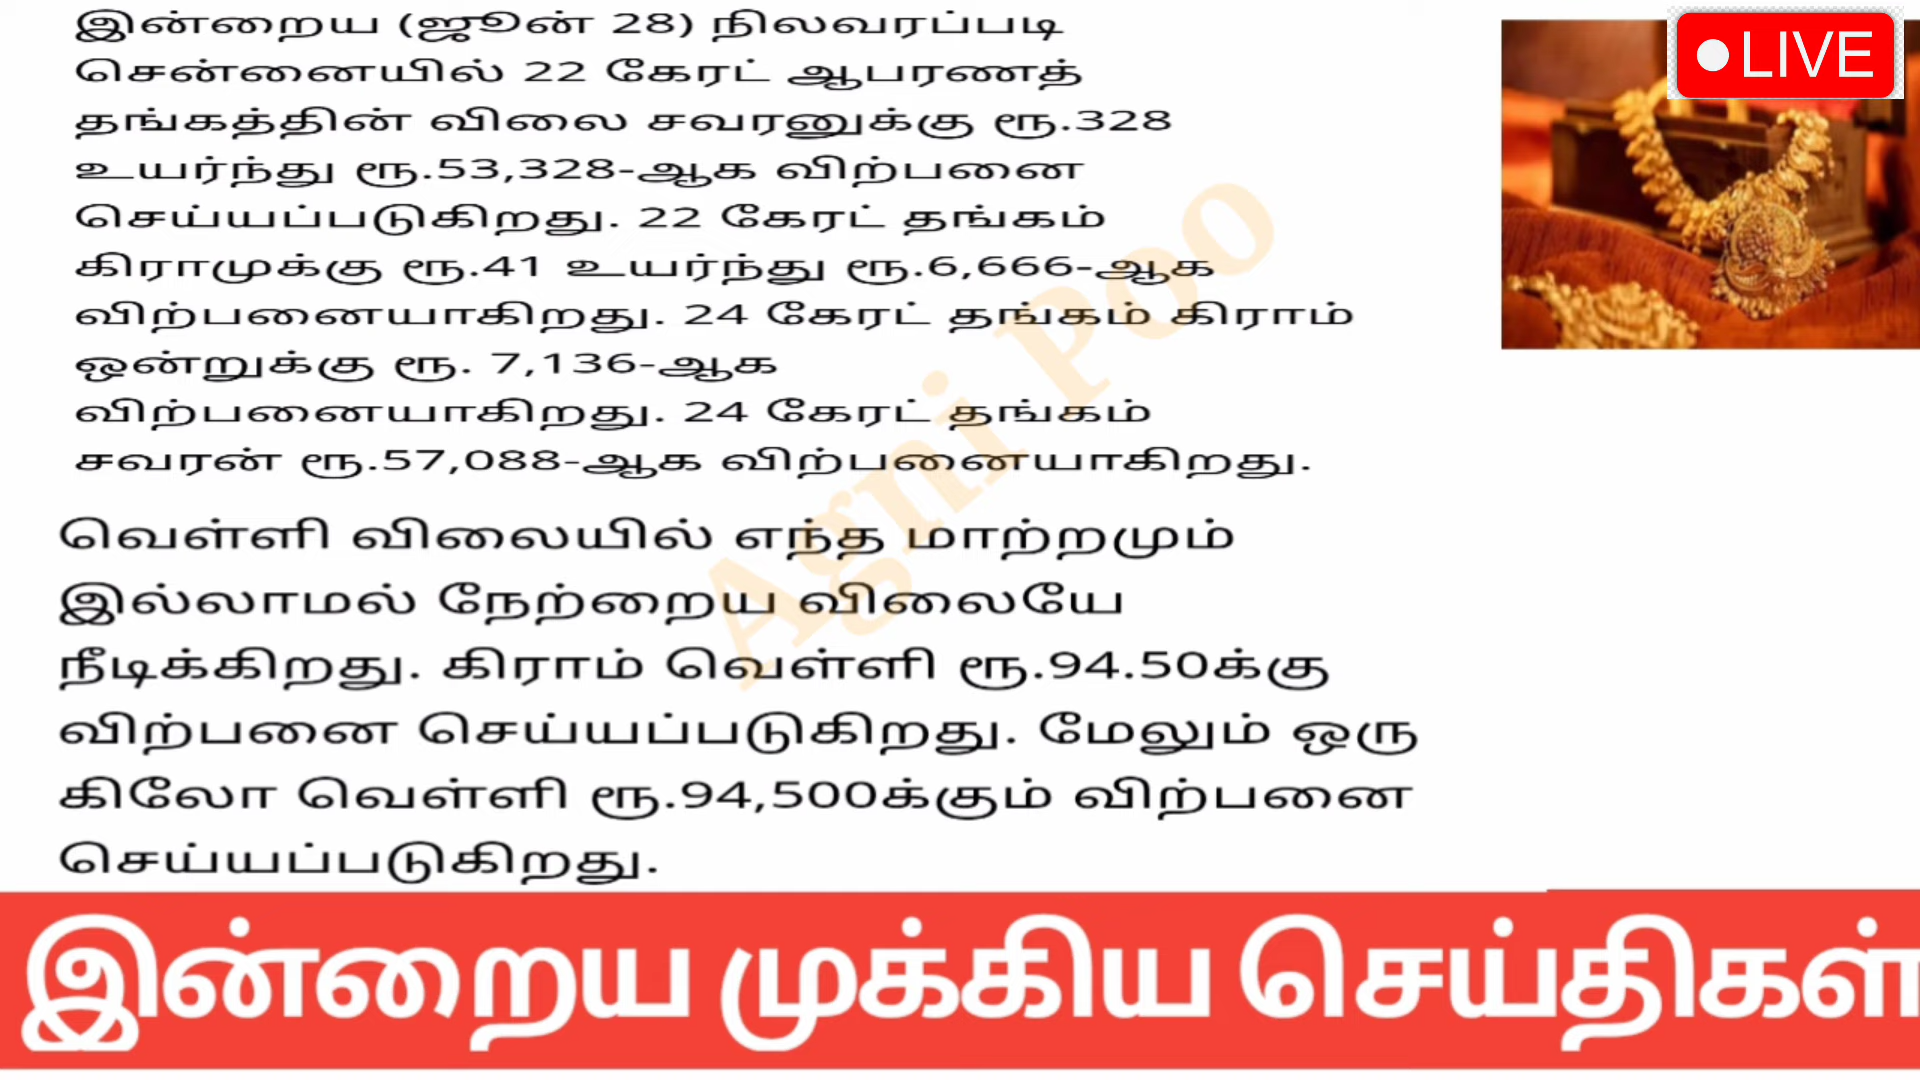 இன்றைய (ஜூன் 28) நிலவரப்படி
சென்னையில் 22 கேரட் ஆபரணத்
தங்கத்தின் விலை சவரனுக்கு ரூ.328
உயர்ந்து ரூ.53,328-ஆக விற்பனை
செய்யப்படுகிறது. 22 கேரட் தங்கம்
கிராமுக்கு ரூ.41 உயர்ந்து ரூ.6,666-ஆக
விற்பனையாகிறது. 24 கேரட் தங்கம் கிராம்
ஒன்றுக்கு ரூ. 7,136-ஆக
விற்பனையாகிறது. 24 கேரட் தங்கம்
சவரன் ரூ.57,088-ஆக விற்பனையாகிறது.
வெள்ளி விலையில் எந்த மாற்றமும்
இல்லாமல் நேற்றைய விலையே
நீடிக்கிறது. கிராம் வெள்ளி ரூ.94.50க்கு
விற்பனை செய்யப்படுகிறது. மேலும் ஒரு
கிலோ வெள்ளி ரூ.94,500க்கும் விற்பனை
செய்யப்படுகிறது.
LIVE
Agni Poo
இன்றைய முக்கிய செய்திகள்